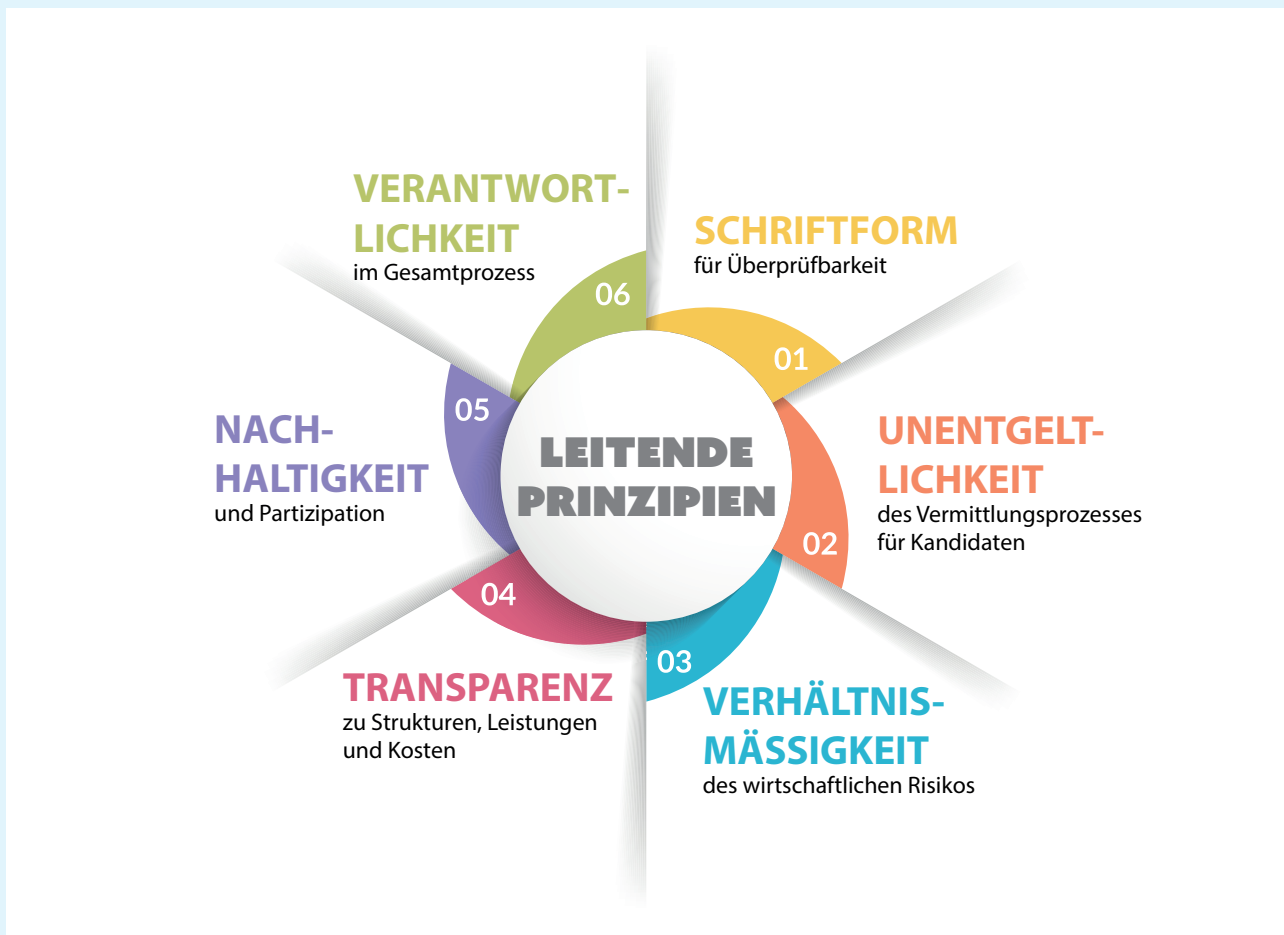 LEITENDE
PRINZIPIEN
01
SCHRIFTFORM
für Überprüfbarkeit
02
UNENTGELT-
LICHKEIT
des Vermittlungsprozesses
für Kandidaten
03
VERHÄLTNIS-
MÄSSIGKEIT
des wirtschaftlichen Risikos
04
TRANSPARENZ
zu Strukturen, Leistungen
und Kosten
05
NACH-
HALTIGKEIT
und Partizipation
06
VERANTWORT-
LICHKEIT
im Gesamtprozess